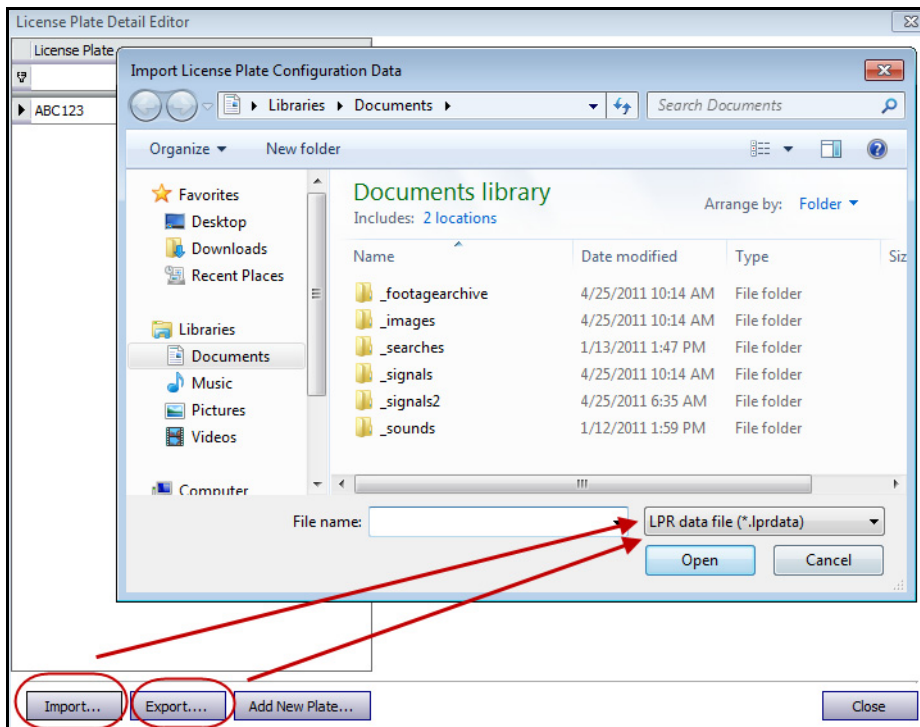 License Plate Detail Editor
License Plate
ABC123
Import License Plate Configuration Data
Libraries Documents
Search Documents
Organize New folder
Favorites
Desktop
Downloads
Recent Places
Libraries
Documents
Music
Pictures
Videos
Computer
Documents library
Includes: 2 locations
Arrange by: Folder
Name Date modified Type Siz
_footagearchive 4/25/2011 10:14 AM File folder
_images 4/25/2011 10:14 AM File folder
_searches 1/13/2011 1:47 PM File folder
_signals 4/25/2011 10:14 AM File folder
_signals2 4/25/2011 6:35 AM File folder
_sounds 1/12/2011 1:59 PM File folder
File name: LPR data file (*.lprdata)
Open Cancel
Import... Export.... Add New Plate... Close